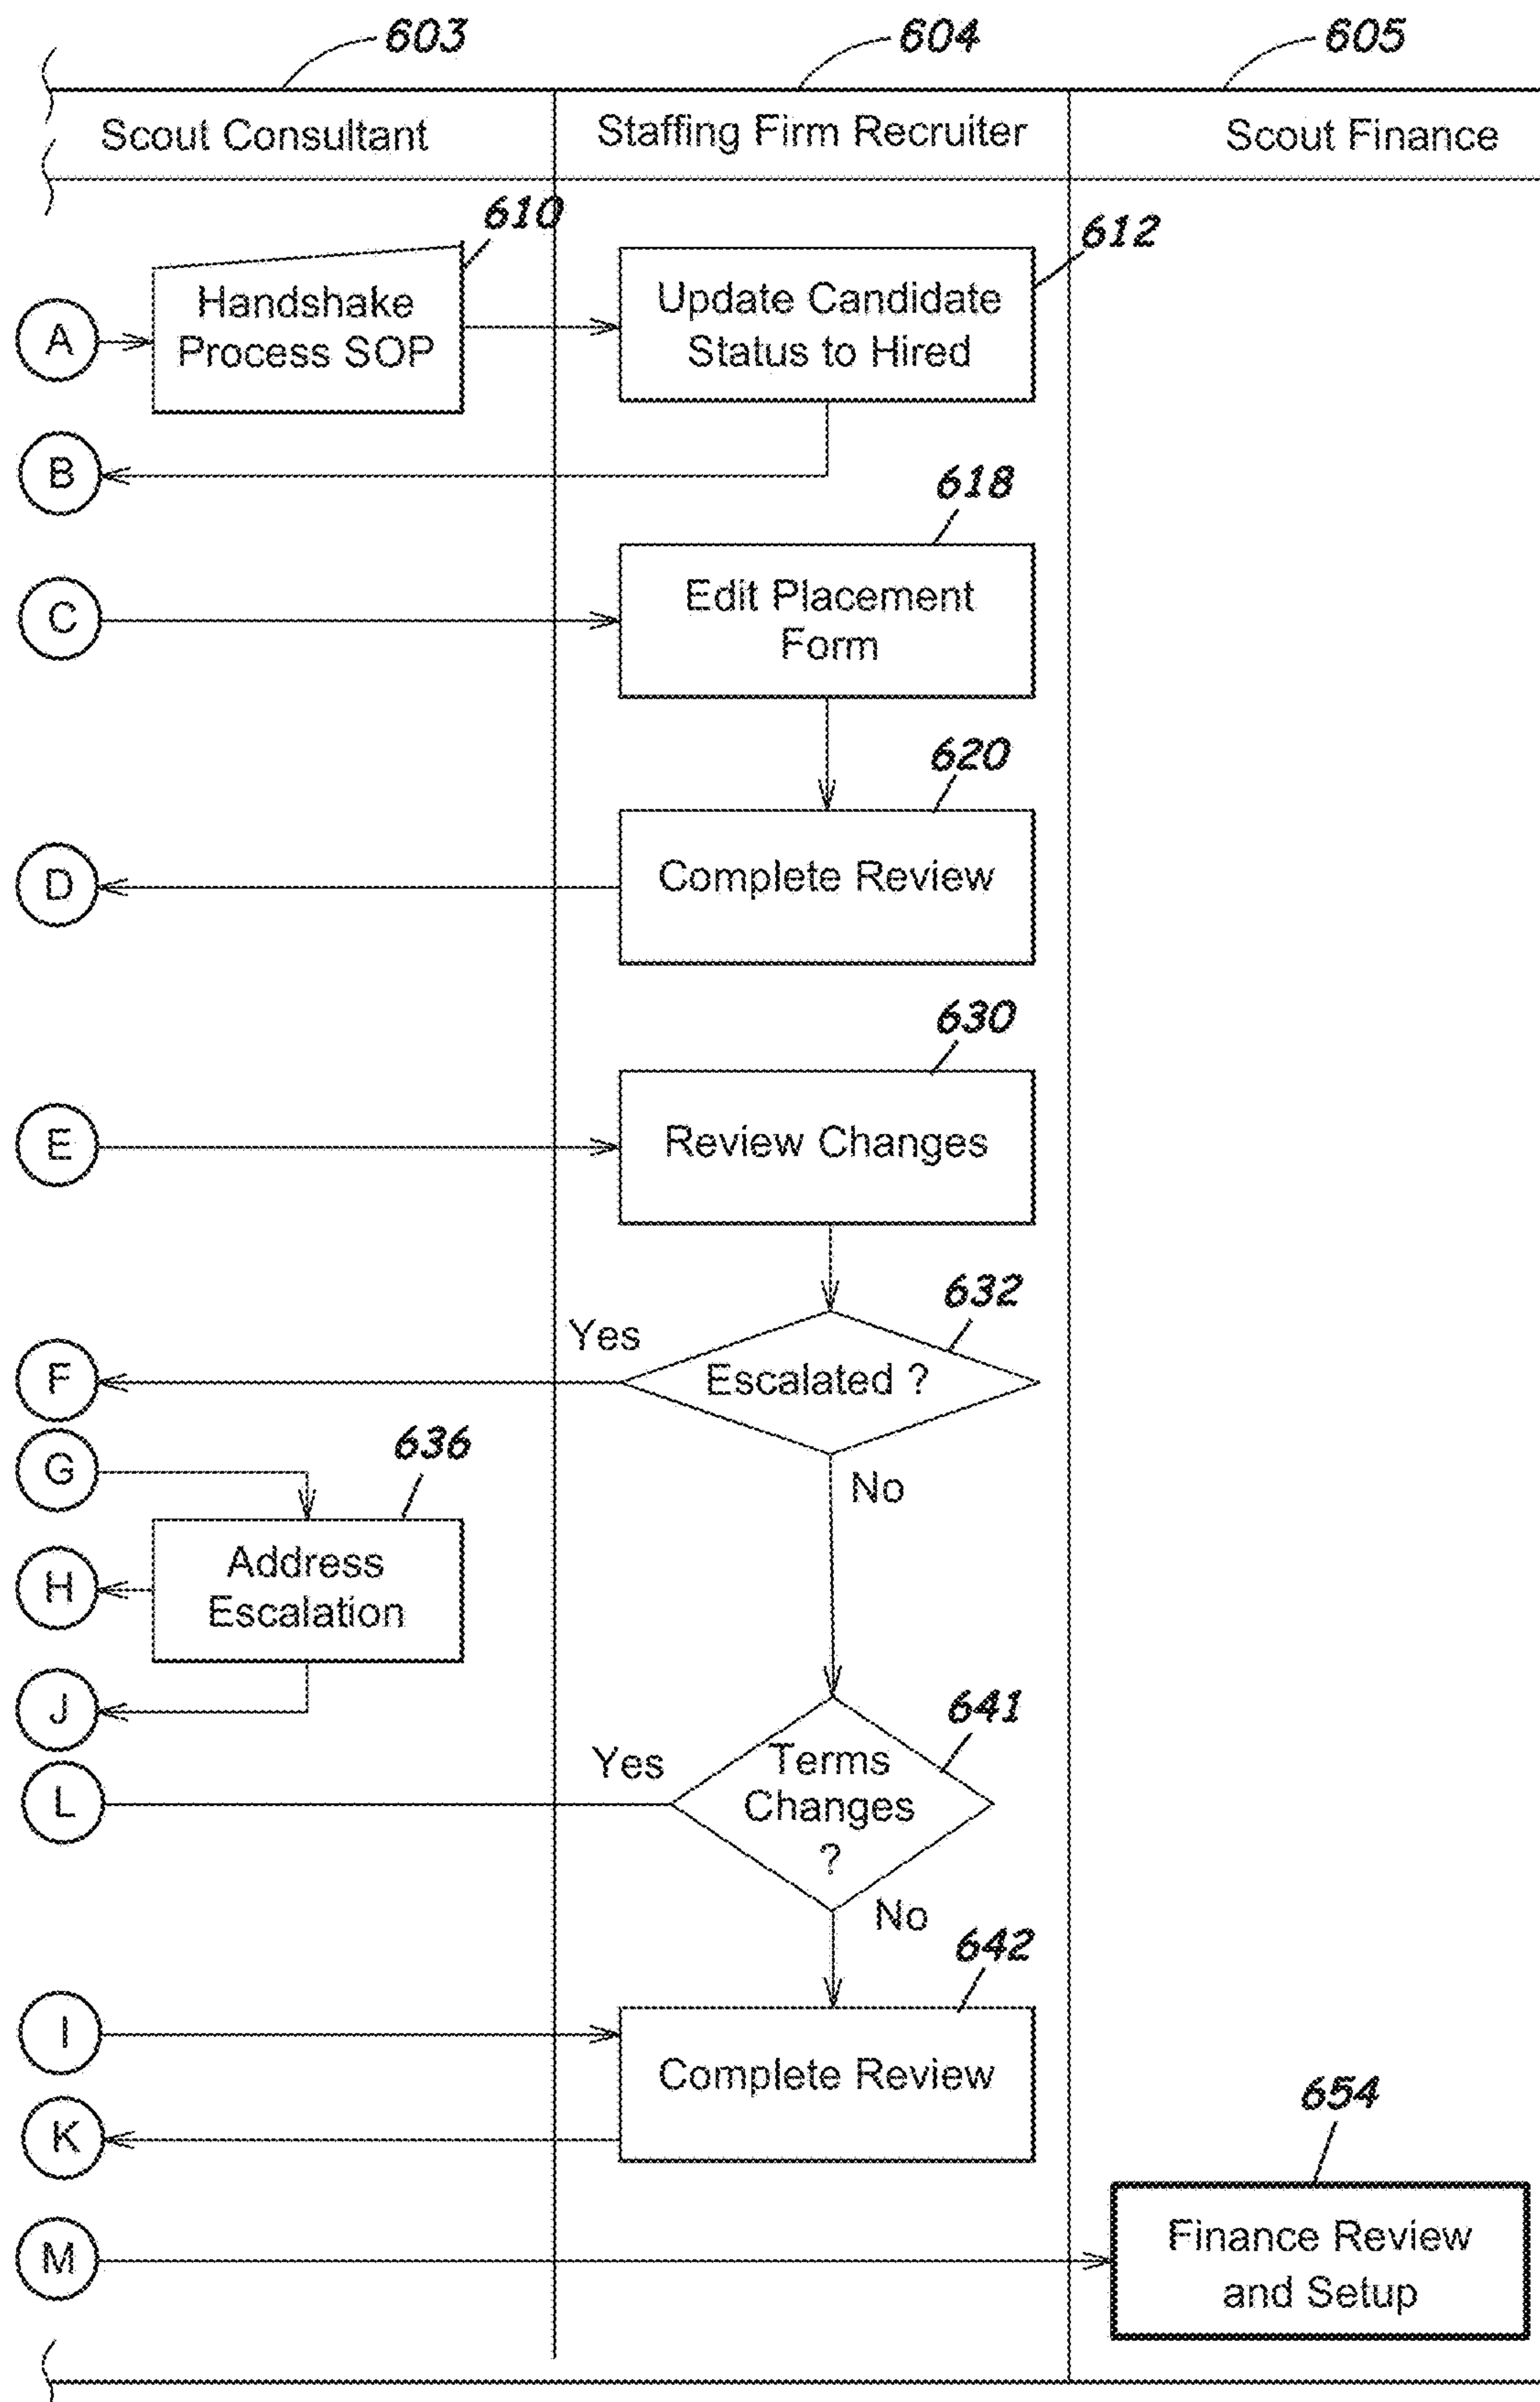 603
604
605
Scout Consultant
Staffing Firm Recruiter
Scout Finance
610
612
A
Handshake
Process SOP
Update Candidate
Status to Hired
B
618
C
Edit Placement
Form
620
D
Complete Review
630
E
Review Changes
632
Yes
F
Escalated ?
G
636
No
H
Address
Escalation
J
641
L
Yes
Terms
Changes
?
No
642
I
Complete Review
K
654
M
Finance Review
and Setup